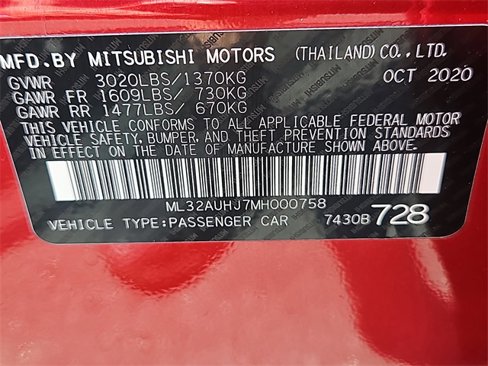 MFD.BY MITSUBISHI MOTORS (THAILAND) CO.,LTD.
GVWR 3020LBS/1370KG OCT 2020
GAWR FR 1609LBS/ 730KG
GAWR RR 1477LBS/ 670KG
THIS VEHICLE CONFORMS TO ALL APPLICABLE FEDERAL MOTOR
VEHICLE SAFETY, BUMPER, AND THEFT PREVENTION STANDARDS
IN EFFECT ON THE DATE OF MANUFACTURE SHOWN ABOVE.
ML32AUHJ7MH000758
VEHICLE TYPE:PASSENGER CAR 7430B 728